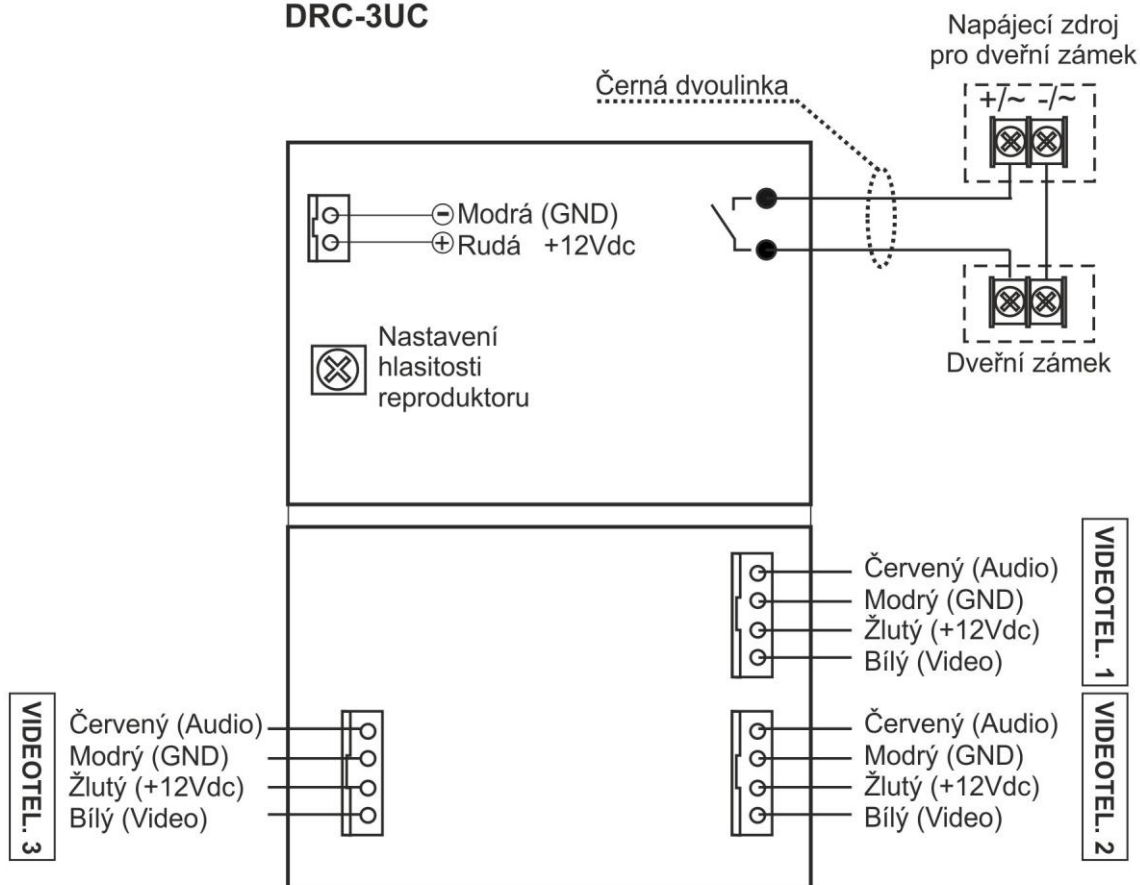 DRC-3UC
Napájecí zdroj
pro dveřní zámek
Černá dvoulinka
+/~ -/~
⊖Modrá (GND)
⊕Rudá +12Vdc
Nastavení
hlasitosti
reproduktoru
Dveřní zámek
Červený (Audio)
Modrý (GND)
Žlutý (+12Vdc)
Bílý (Video)
VIDEOTEL. 1
VIDEOTEL. 3
Červený (Audio)
Modrý (GND)
Žlutý (+12Vdc)
Bílý (Video)
Červený (Audio)
Modrý (GND)
Žlutý (+12Vdc)
Bílý (Video)
VIDEOTEL. 2